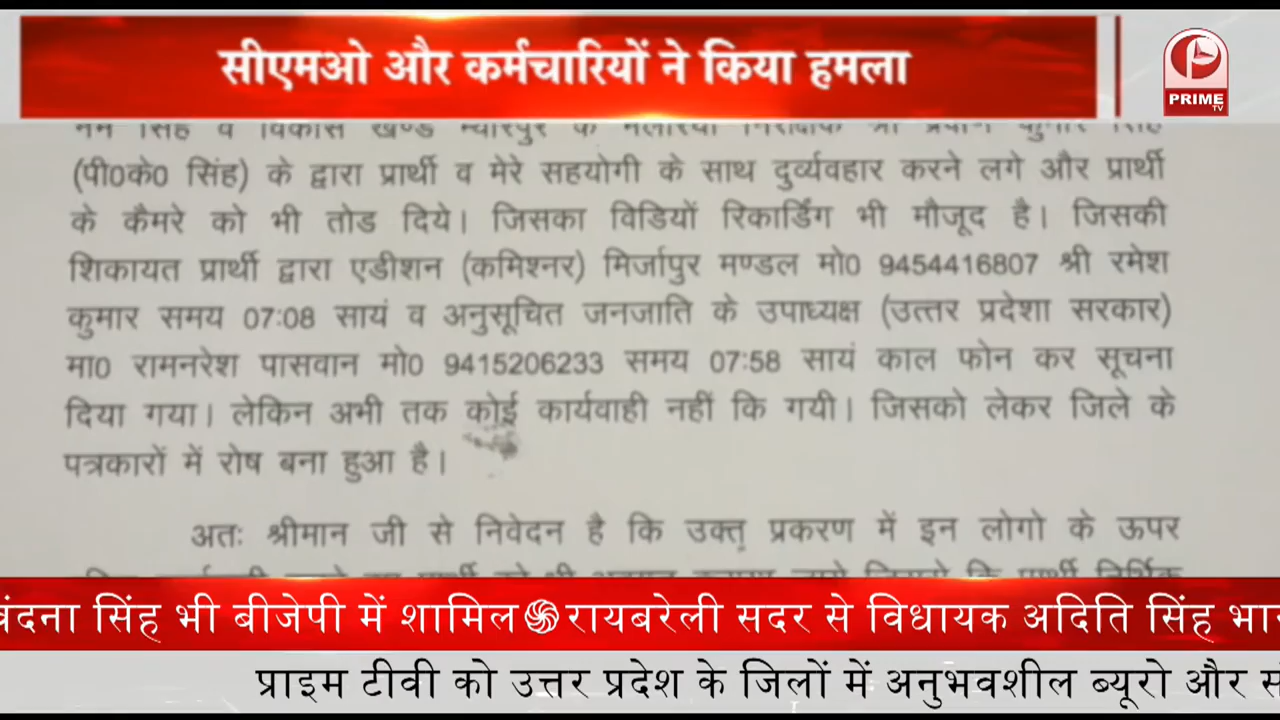 सीएमओ और कर्मचारियों ने किया हमला
PRIME
TV
(पी0के0 सिंह) के द्वारा प्रार्थी व मेरे सहयोगी के साथ दुर्व्यवहार करने लगे और प्रार्थी
के कैमरे को भी तोड दिये। जिसका विडियों रिकार्डिंग भी मौजूद है। जिसकी
शिकायत प्रार्थी द्वारा एडीशन (कमिश्नर) मिर्जापुर मण्डल मो0 9454416807 श्री रमेश
कुमार समय 07:08 सायं व अनुसूचित जनजाति के उपाध्यक्ष (उत्तर प्रदेशा सरकार)
मा0 रामनरेश पासवान मो0 9415206233 समय 07:58 सायं काल फोन कर सूचना
दिया गया। लेकिन अभी तक कोई कार्यवाही नहीं कि गयी। जिसको लेकर जिले के
पत्रकारों में रोष बना हुआ है।
अतः श्रीमान जी से निवेदन है कि उक्त प्रकरण में इन लोगो के ऊपर
वंदना सिंह भी बीजेपी में शामिल रायबरेली सदर से विधायक अदिति सिंह
प्राइम टीवी को उत्तर प्रदेश के जिलों में अनुभवशील ब्यूरो और